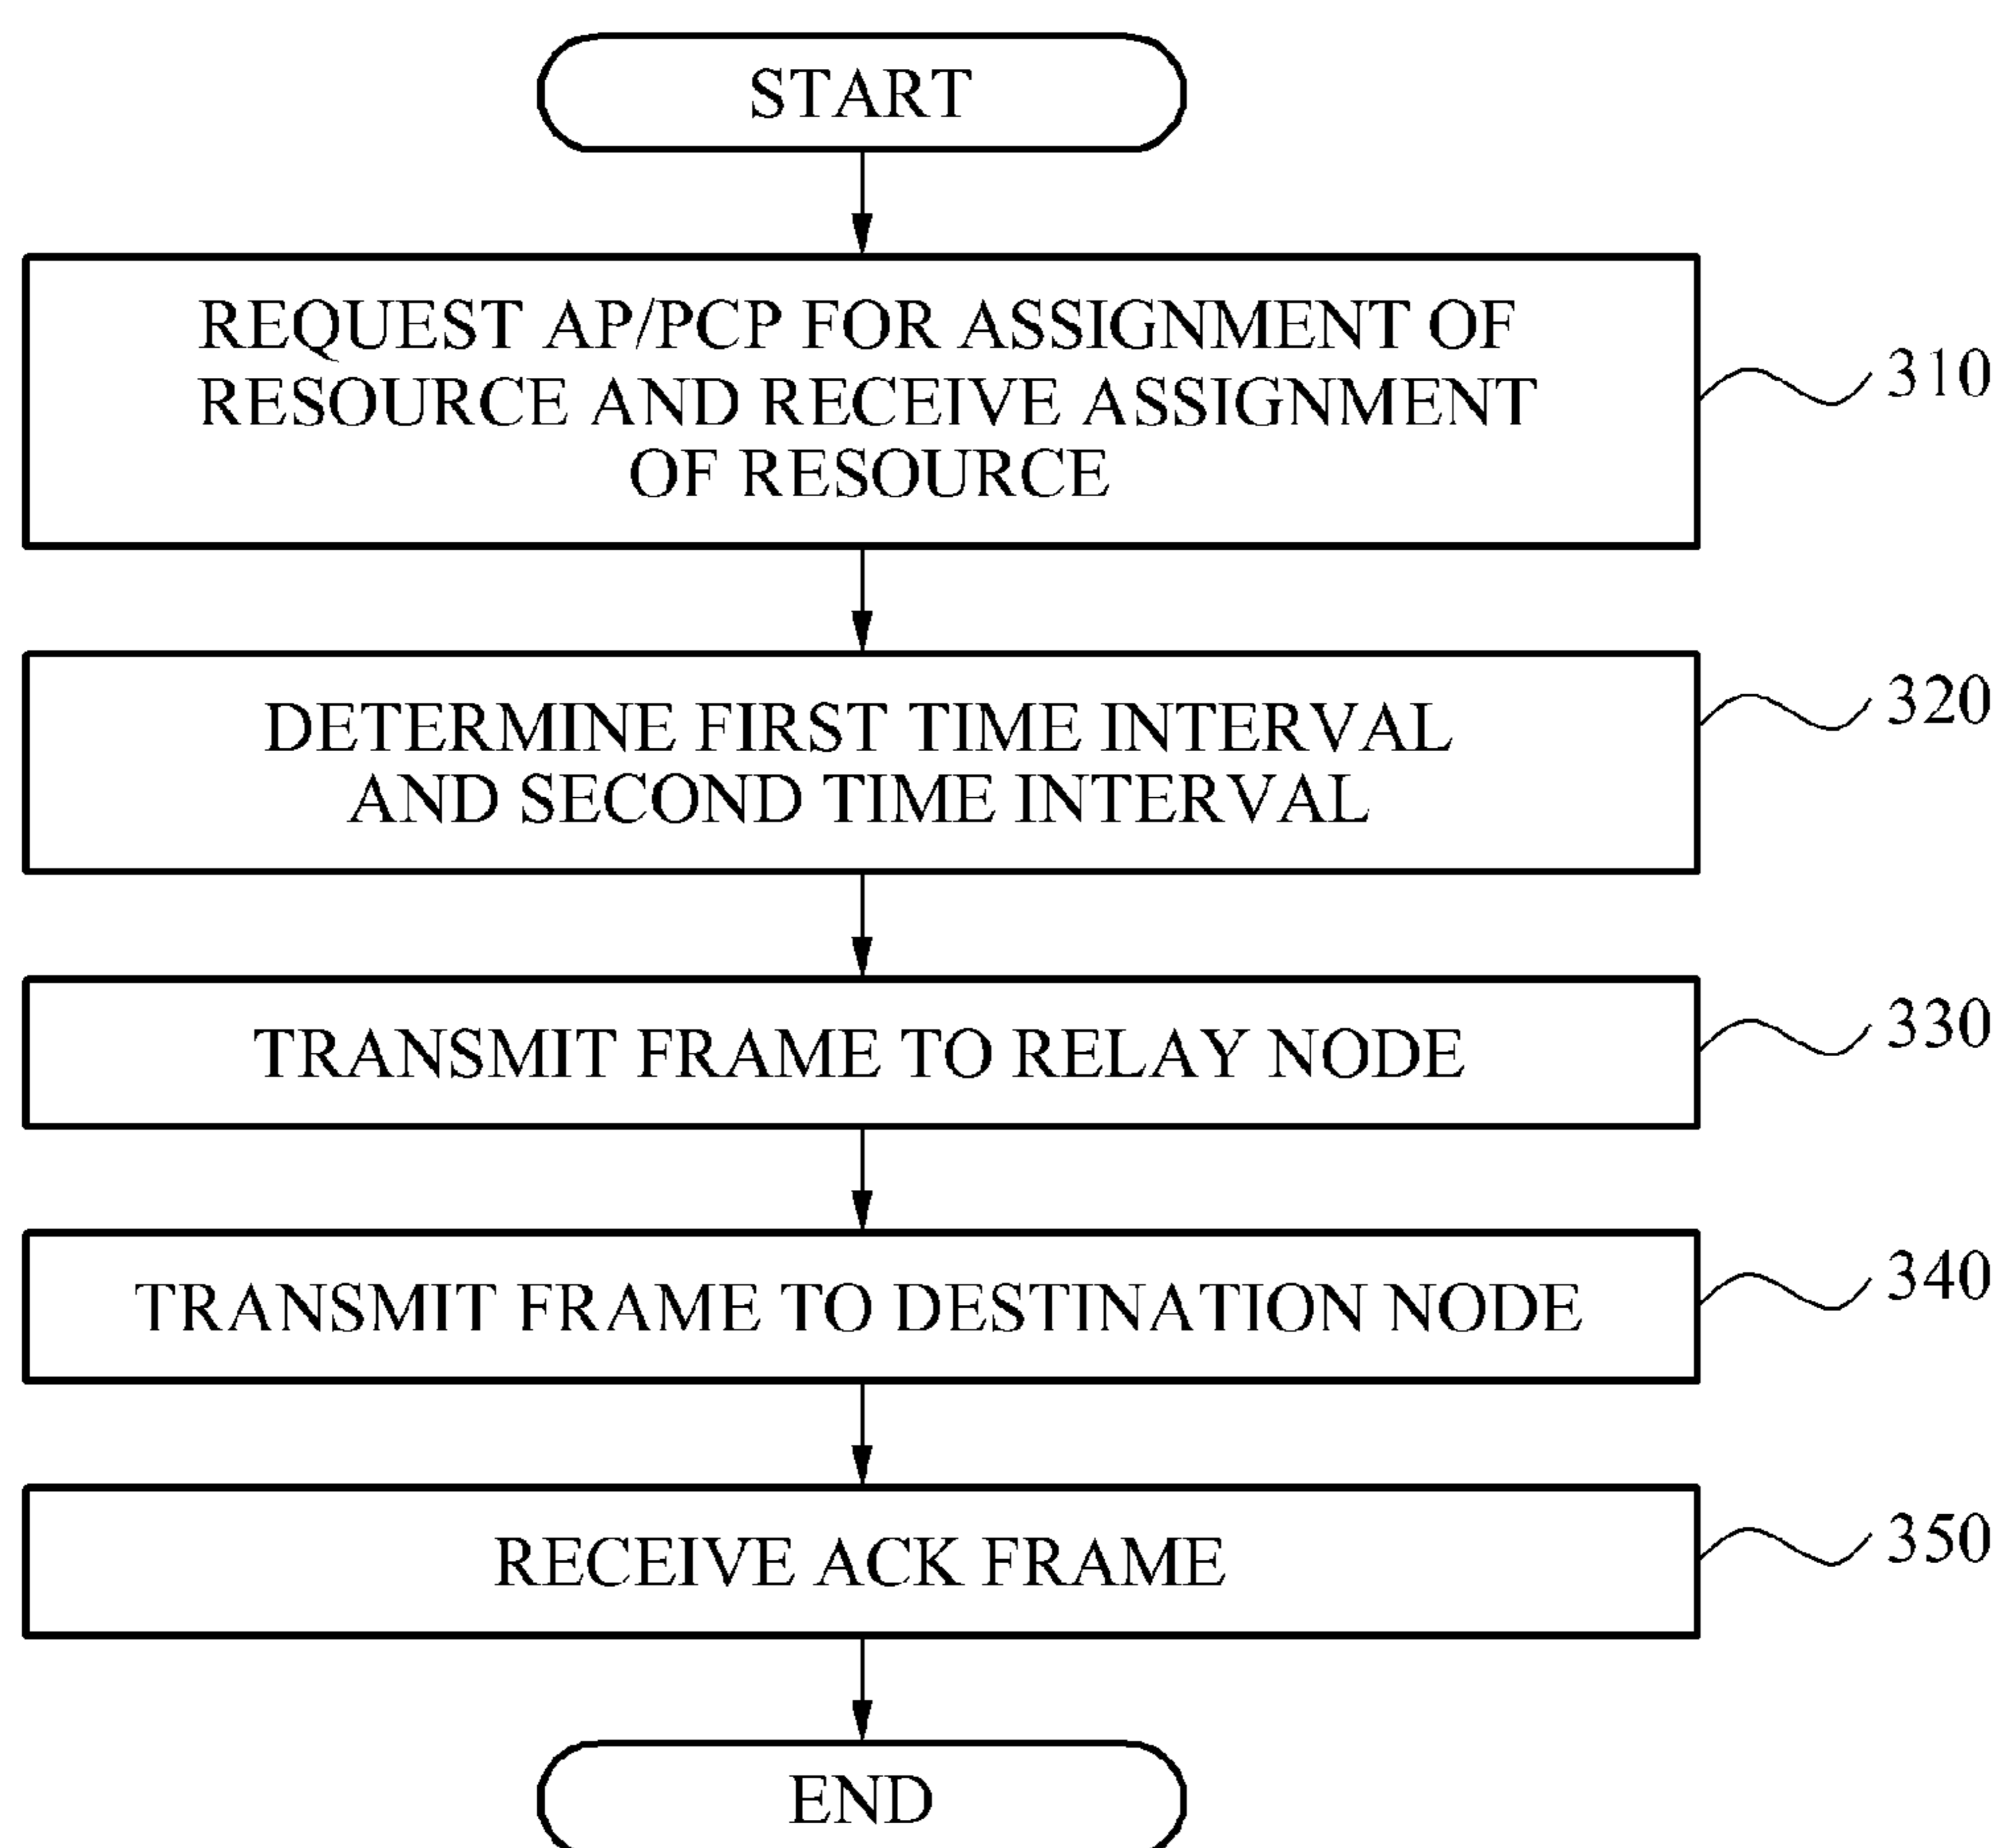 START
REQUEST AP/PCP FOR ASSIGNMENT OF
RESOURCE AND RECEIVE ASSIGNMENT
OF RESOURCE
310
DETERMINE FIRST TIME INTERVAL
AND SECOND TIME INTERVAL
320
TRANSMIT FRAME TO RELAY NODE
330
TRANSMIT FRAME TO DESTINATION NODE
340
RECEIVE ACK FRAME
350
END